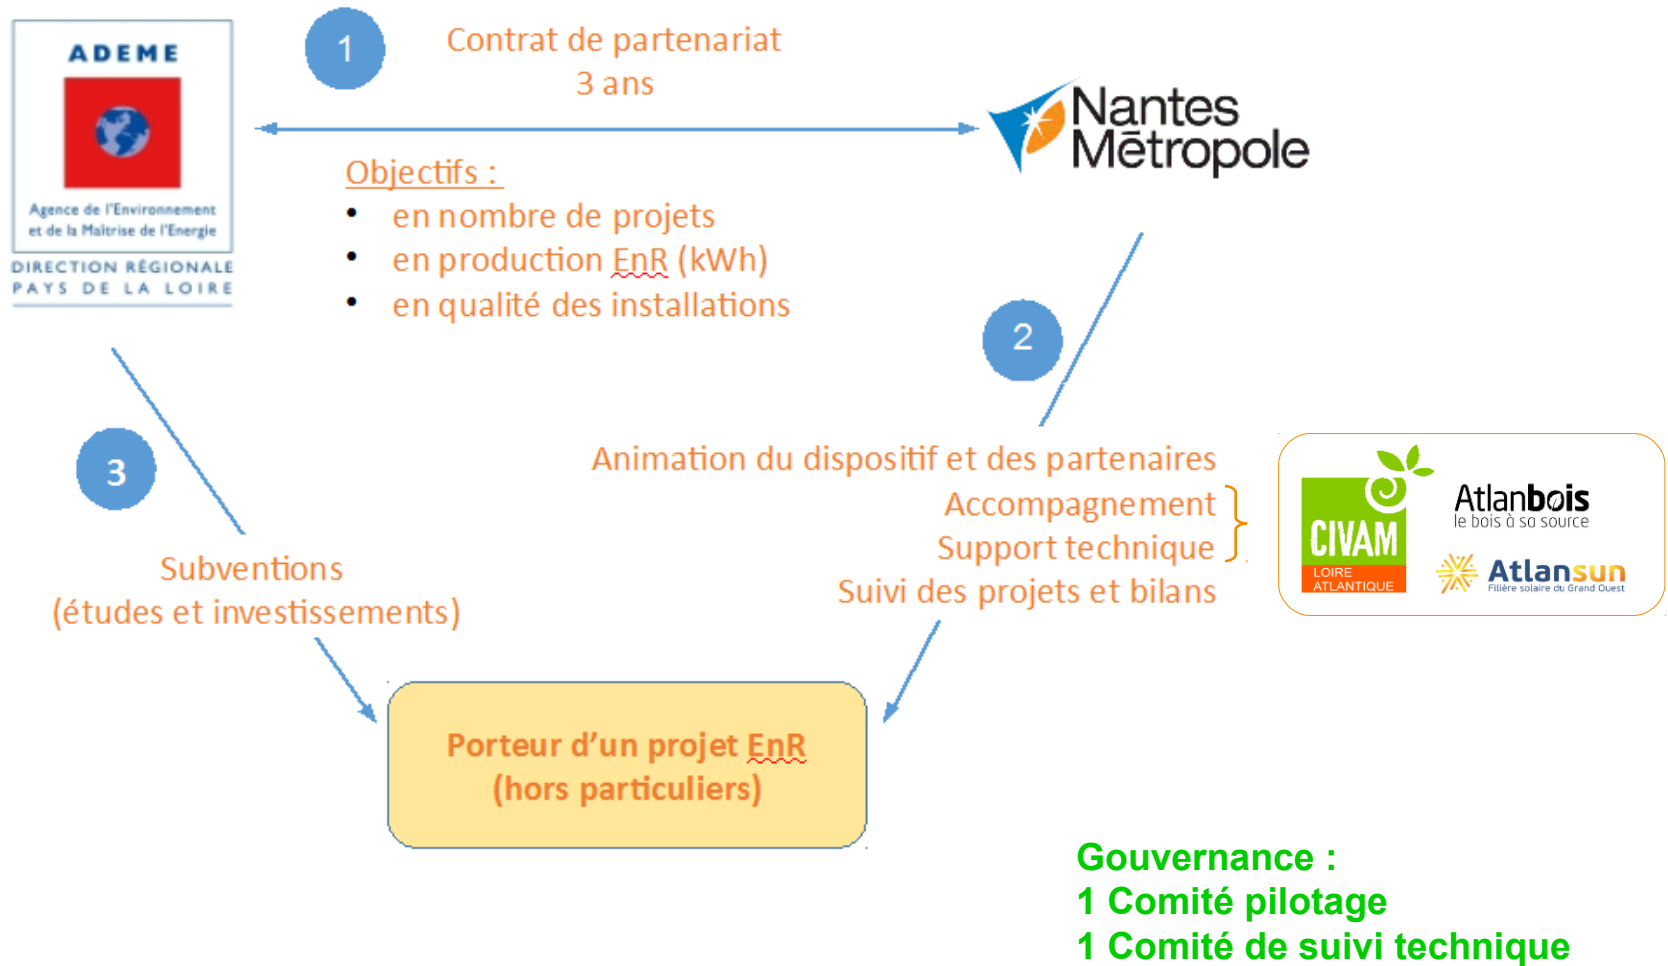 ADEME
Agence de l'Environnement
et de la Maîtrise de l'Energie
DIRECTION RÉGIONALE
PAYS DE LA LOIRE
1
Contrat de partenariat
3 ans
Nantes
Métropole
Objectifs :
• en nombre de projets
• en production EnR (kWh)
• en qualité des installations
2
3
Animation du dispositif et des partenaires
Accompagnement
Support technique
Suivi des projets et bilans
CIVAM
LOIRE
ATLANTIQUE
Atlanbois
le bois à sa source
Atlansun
Filière solaire du Grand Ouest
Subventions
(études et investissements)
Porteur d'un projet EnR
(hors particuliers)
Gouvernance :
1 Comité pilotage
1 Comité de suivi technique